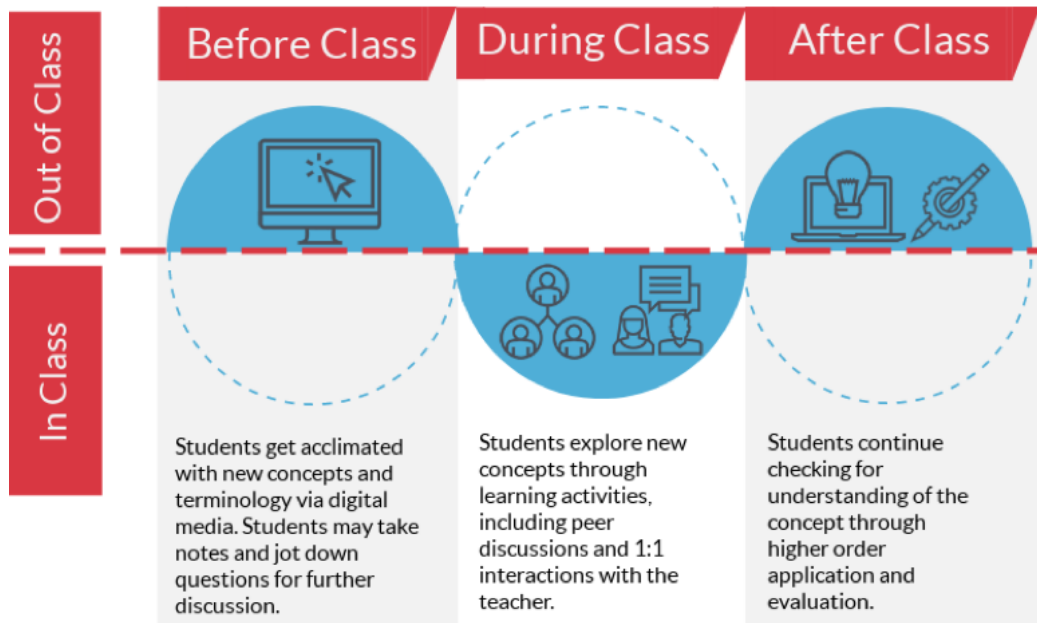 Out of Class
In Class
Before Class
During Class
After Class
Students get acclimated
with new concepts and
terminology via digital
media. Students may take
notes and jot down
questions for further
discussion.
Students explore new
concepts through
learning activities,
including peer
discussions and 1:1
interactions with the
teacher.
Students continue
checking for
understanding of the
concept through
higher order
application and
evaluation.